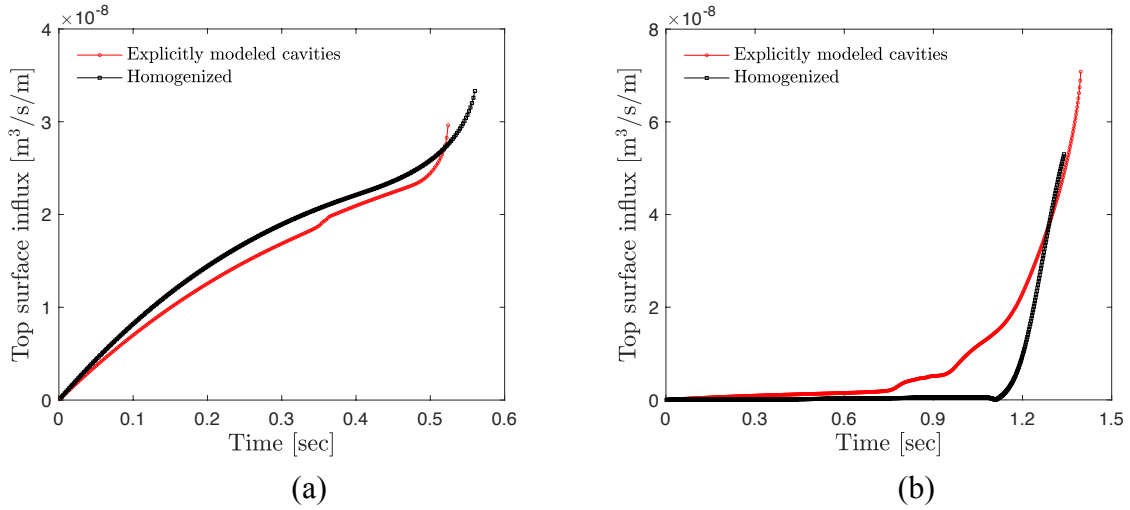 ×10⁻⁸
4
3
2
1
0
Top surface influx [m³/s/m]
Explicitly modeled cavities
Homogenized
0 0.1 0.2 0.3 0.4 0.5 0.6
Time [sec]
(a)
×10⁻⁸
8
6
4
2
0
Top surface influx [m³/s/m]
Explicitly modeled cavities
Homogenized
0 0.3 0.6 0.9 1.2 1.5
Time [sec]
(b)